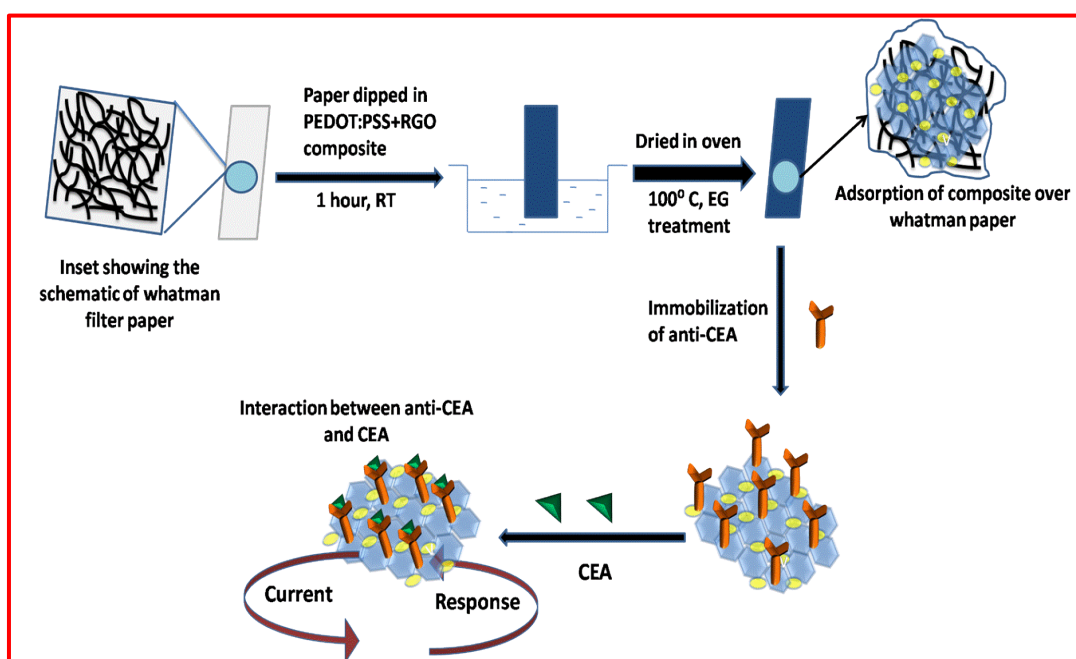 Paper dipped in
PEDOT:PSS+RGO
composite
1 hour, RT
Inset showing the
schematic of whatman
filter paper
Dried in oven
100⁰ C, EG
treatment
Adsorption of composite over
whatman paper
Immobilization
of anti-CEA
Interaction between anti-CEA
and CEA
CEA
Current
Response